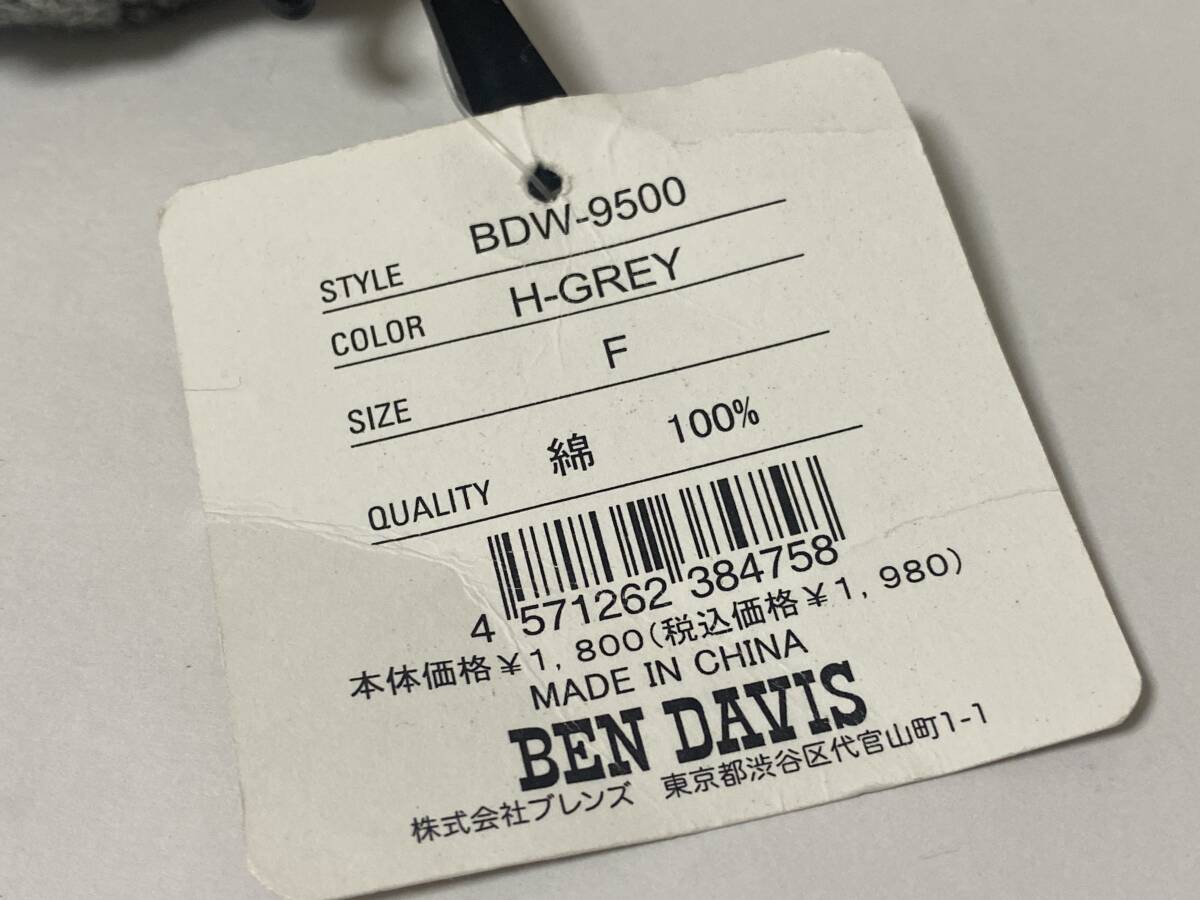 STYLE BDW-9500
COLOR H-GREY
SIZE F
QUALITY 綿 100%
4 571262 384758
本体価格¥1,800(税込価格¥1,980)
MADE IN CHINA
BEN DAVIS
株式会社ブレンズ 東京都渋谷区代官山町1-1